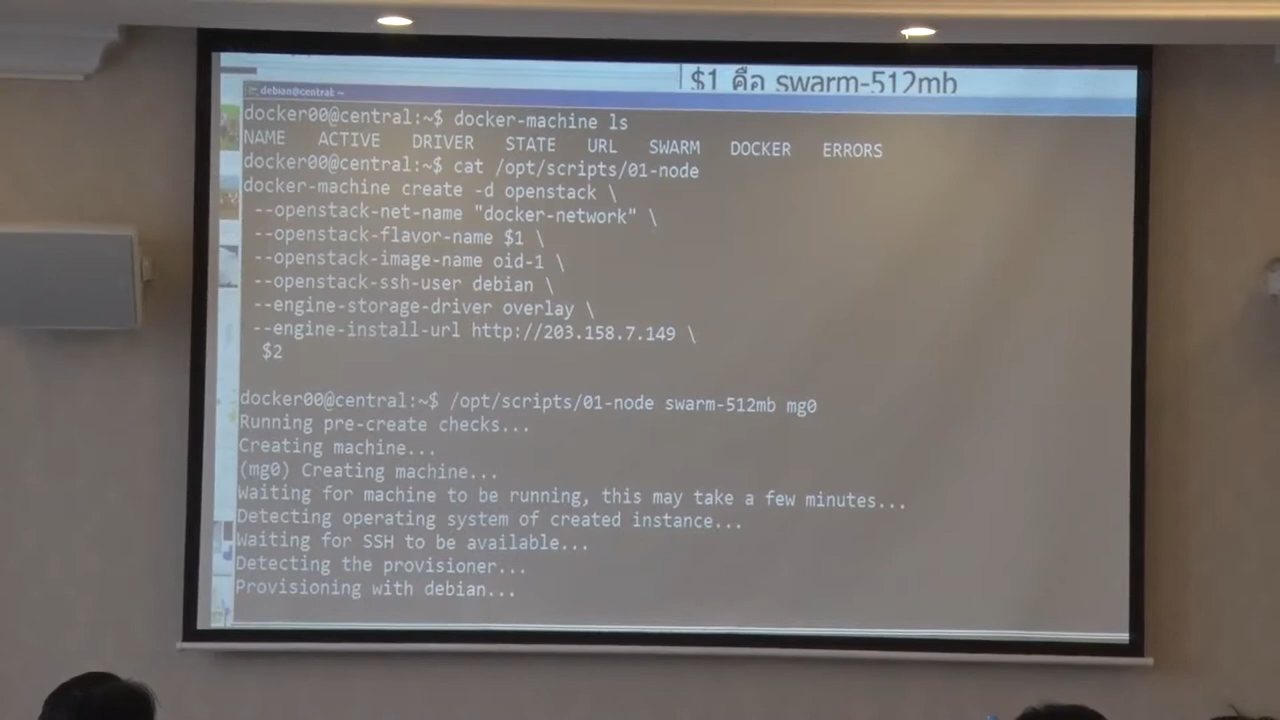 $1 คือ swarm-512mb
debian@central: ~
docker00@central:~$ docker-machine ls
NAME ACTIVE DRIVER STATE URL SWARM DOCKER ERRORS
docker00@central:~$ cat /opt/scripts/01-node
docker-machine create -d openstack \
--openstack-net-name "docker-network" \
--openstack-flavor-name $1 \
--openstack-image-name oid-1 \
--openstack-ssh-user debian \
--engine-storage-driver overlay \
--engine-install-url http://203.158.7.149 \
$2
docker00@central:~$ /opt/scripts/01-node swarm-512mb mg0
Running pre-create checks...
Creating machine...
(mg0) Creating machine...
Waiting for machine to be running, this may take a few minutes...
Detecting operating system of created instance...
Waiting for SSH to be available...
Detecting the provisioner...
Provisioning with debian...